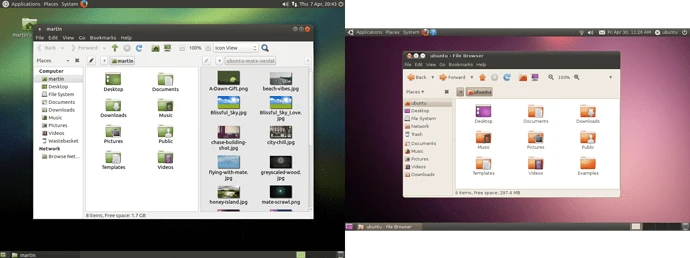 Applications Places System
Thu 7 Apr, 20:43
martin'
martin
File Edit View Go Bookmarks Help
Back Forward 100% Icon View
Places martin ubuntu-mate-xenial
Computer
martin
Desktop
File System
Documents
Downloads
Music
Pictures
Videos
Wastebasket
Network
Browse Net...
Desktop Documents
Downloads Music
Pictures Public
Templates Videos
A-Dawn-Gift.png beach-vibes.jpg
Blissful_Sky.jpg Blissful_Sky_Love.jpg
chase-building-shot.jpg city-chill.jpg
flying-with-mate.jpg greyscaled-wood.jpg
honey-island.jpg mate-scrawl.png
8 items, Free space: 1.7 GB
martin
Applications Places System
Fri Apr 30, 11:26 AM ubuntu
ubuntu - File Browser
File Edit View Go Bookmarks Help
Back Forward 100%
Places ubuntu
ubuntu
Desktop
File System
Network
Trash
Documents
Music
Pictures
Videos
Downloads
Desktop Documents Downloads
Music Pictures Public
Templates Videos Examples
9 items, Free space: 297.4 MB
ubuntu - File Browser